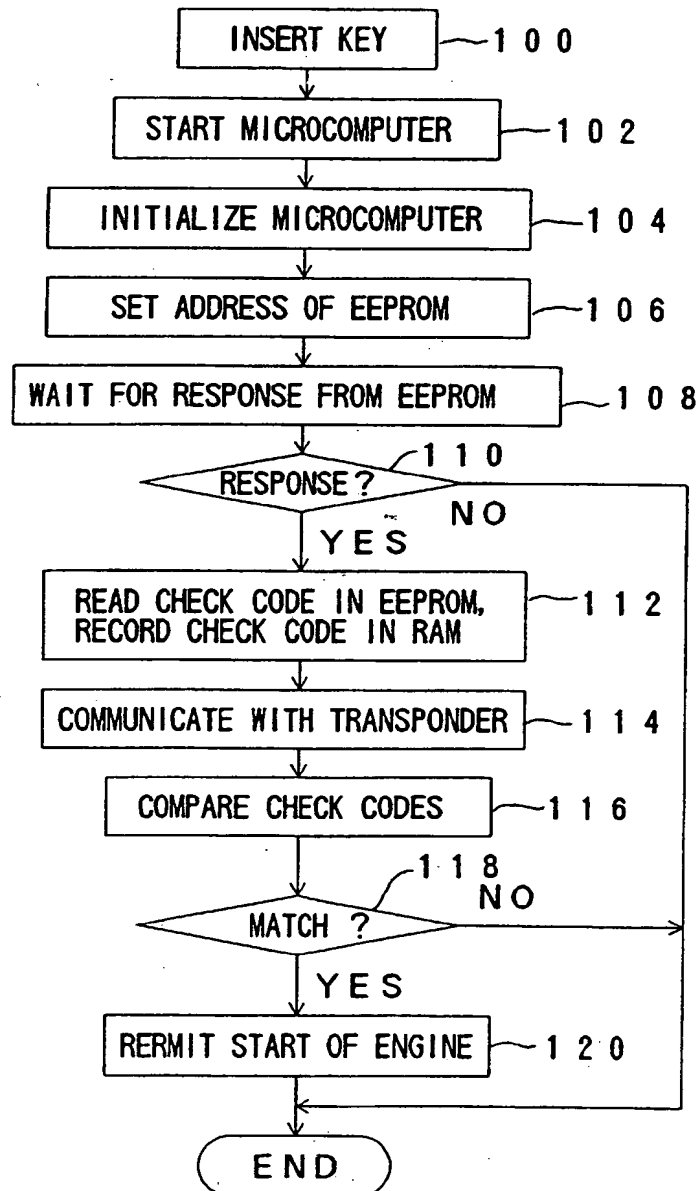 INSERT KEY 100
START MICROCOMPUTER 102
INITIALIZE MICROCOMPUTER 104
SET ADDRESS OF EEPROM 106
WAIT FOR RESPONSE FROM EEPROM 108
110
RESPONSE?
NO
YES
READ CHECK CODE IN EEPROM, 112
RECORD CHECK CODE IN RAM
COMMUNICATE WITH TRANSPONDER 114
COMPARE CHECK CODES 116
118
NO
MATCH ?
YES
RERMIT START OF ENGINE 120
END